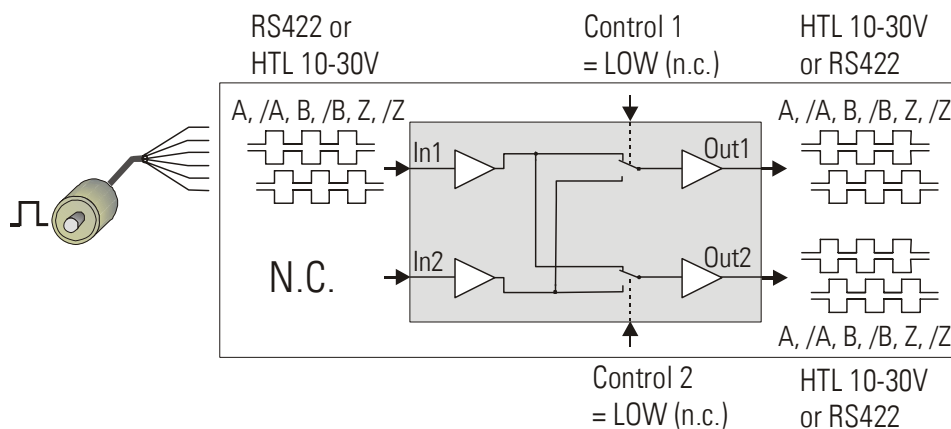 RS422 or
HTL 10-30V
Control 1
= LOW (n.c.)
HTL 10-30V
or RS422
A, /A, B, /B, Z, /Z
A, /A, B, /B, Z, /Z
In1
Out1
In2
Out2
N.C.
A, /A, B, /B, Z, /Z
Control 2
= LOW (n.c.)
HTL 10-30V
or RS422